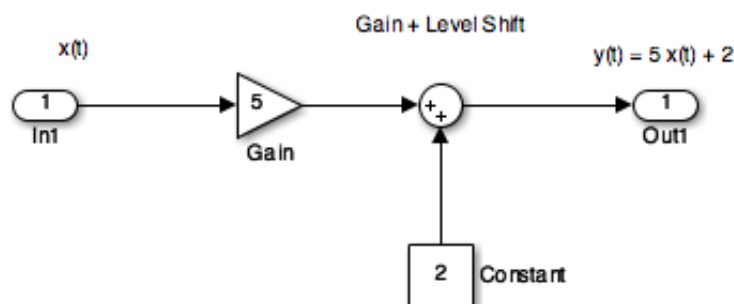 Gain + Level Shift
x(t)
y(t) = 5 x(t) + 2
1
5
+
+
1
In1
Gain
Out1
2
Constant